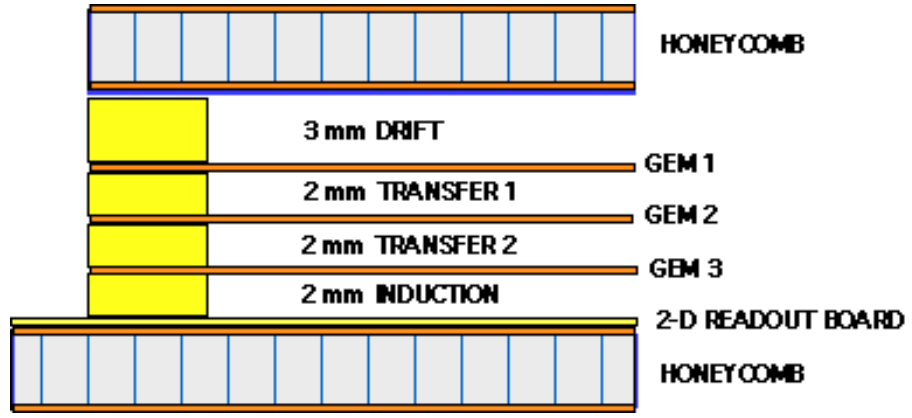 HONEYCOMB
3 mm DRIFT
GEM 1
2 mm TRANSFER 1
GEM 2
2 mm TRANSFER 2
GEM 3
2 mm INDUCTION
2-D READOUT BOARD
HONEYCOMB